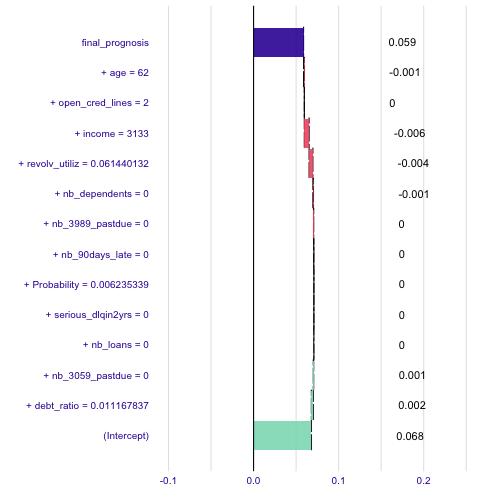 final_prognosis 0.059
+ age = 62 -0.001
+ open_cred_lines = 2 0
+ income = 3133 -0.006
+ revolv_utiliz = 0.061440132 -0.004
+ nb_dependents = 0 -0.001
+ nb_3989_pastdue = 0 0
+ nb_90days_late = 0 0
+ Probability = 0.006235339 0
+ serious_dlqin2yrs = 0 0
+ nb_loans = 0 0
+ nb_3059_pastdue = 0 0.001
+ debt_ratio = 0.011167837 0.002
(Intercept) 0.068
-0.1 0.0 0.1 0.2